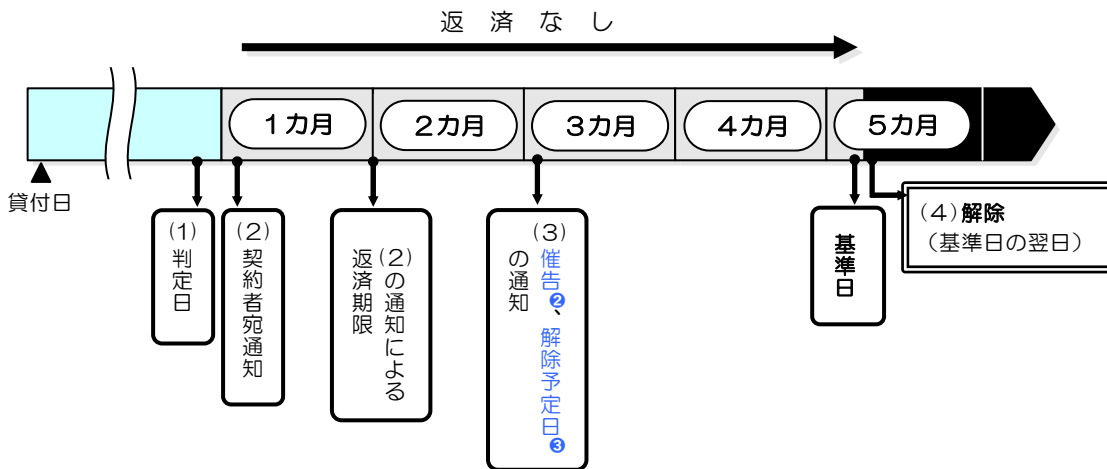 返済なし
1カ月
2カ月
3カ月
4カ月
5カ月
貸付日
(1)判定日
(2)契約者宛通知
(2)の通知による
返済期限
(3)催告❷、解除予定日❸
の通知
基準日
(4)解除
（基準日の翌日）